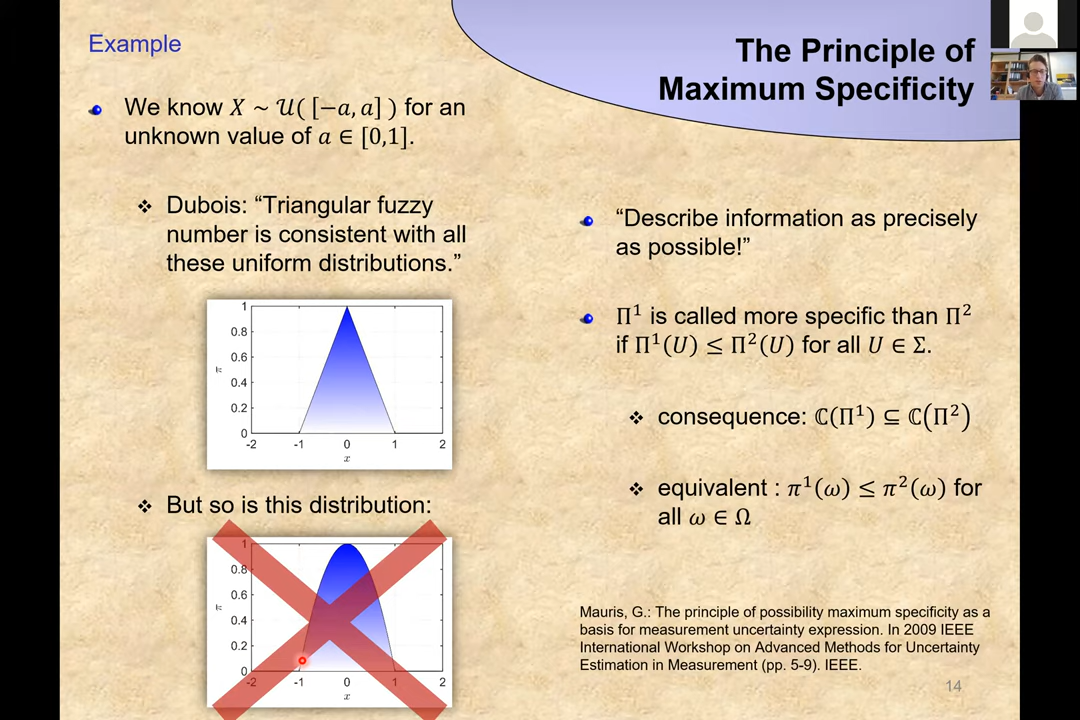 Example
The Principle of
Maximum Specificity
We know 𝑋 ~ 𝒰( [−𝑎, 𝑎] ) for an
unknown value of 𝑎 ∈ [0,1].
❖ Dubois: “Triangular fuzzy
number is consistent with all
these uniform distributions.”
1
0.8
0.6
0.4
0.2
0
-2 -1 0 1 2
π
x
❖ But so is this distribution:
1
0.8
0.6
0.4
0.2
0
-2 -1 0 1 2
π
x
“Describe information as precisely
as possible!”
Π¹ is called more specific than Π²
if Π¹(𝑈) ≤ Π²(𝑈) for all 𝑈 ∈ Σ.
❖ consequence: ℂ(Π¹) ⊆ ℂ(Π²)
❖ equivalent : 𝜋¹(𝜔) ≤ 𝜋²(𝜔) for
all 𝜔 ∈ Ω
Mauris, G.: The principle of possibility maximum specificity as a
basis for measurement uncertainty expression. In 2009 IEEE
International Workshop on Advanced Methods for Uncertainty
Estimation in Measurement (pp. 5-9). IEEE.
14